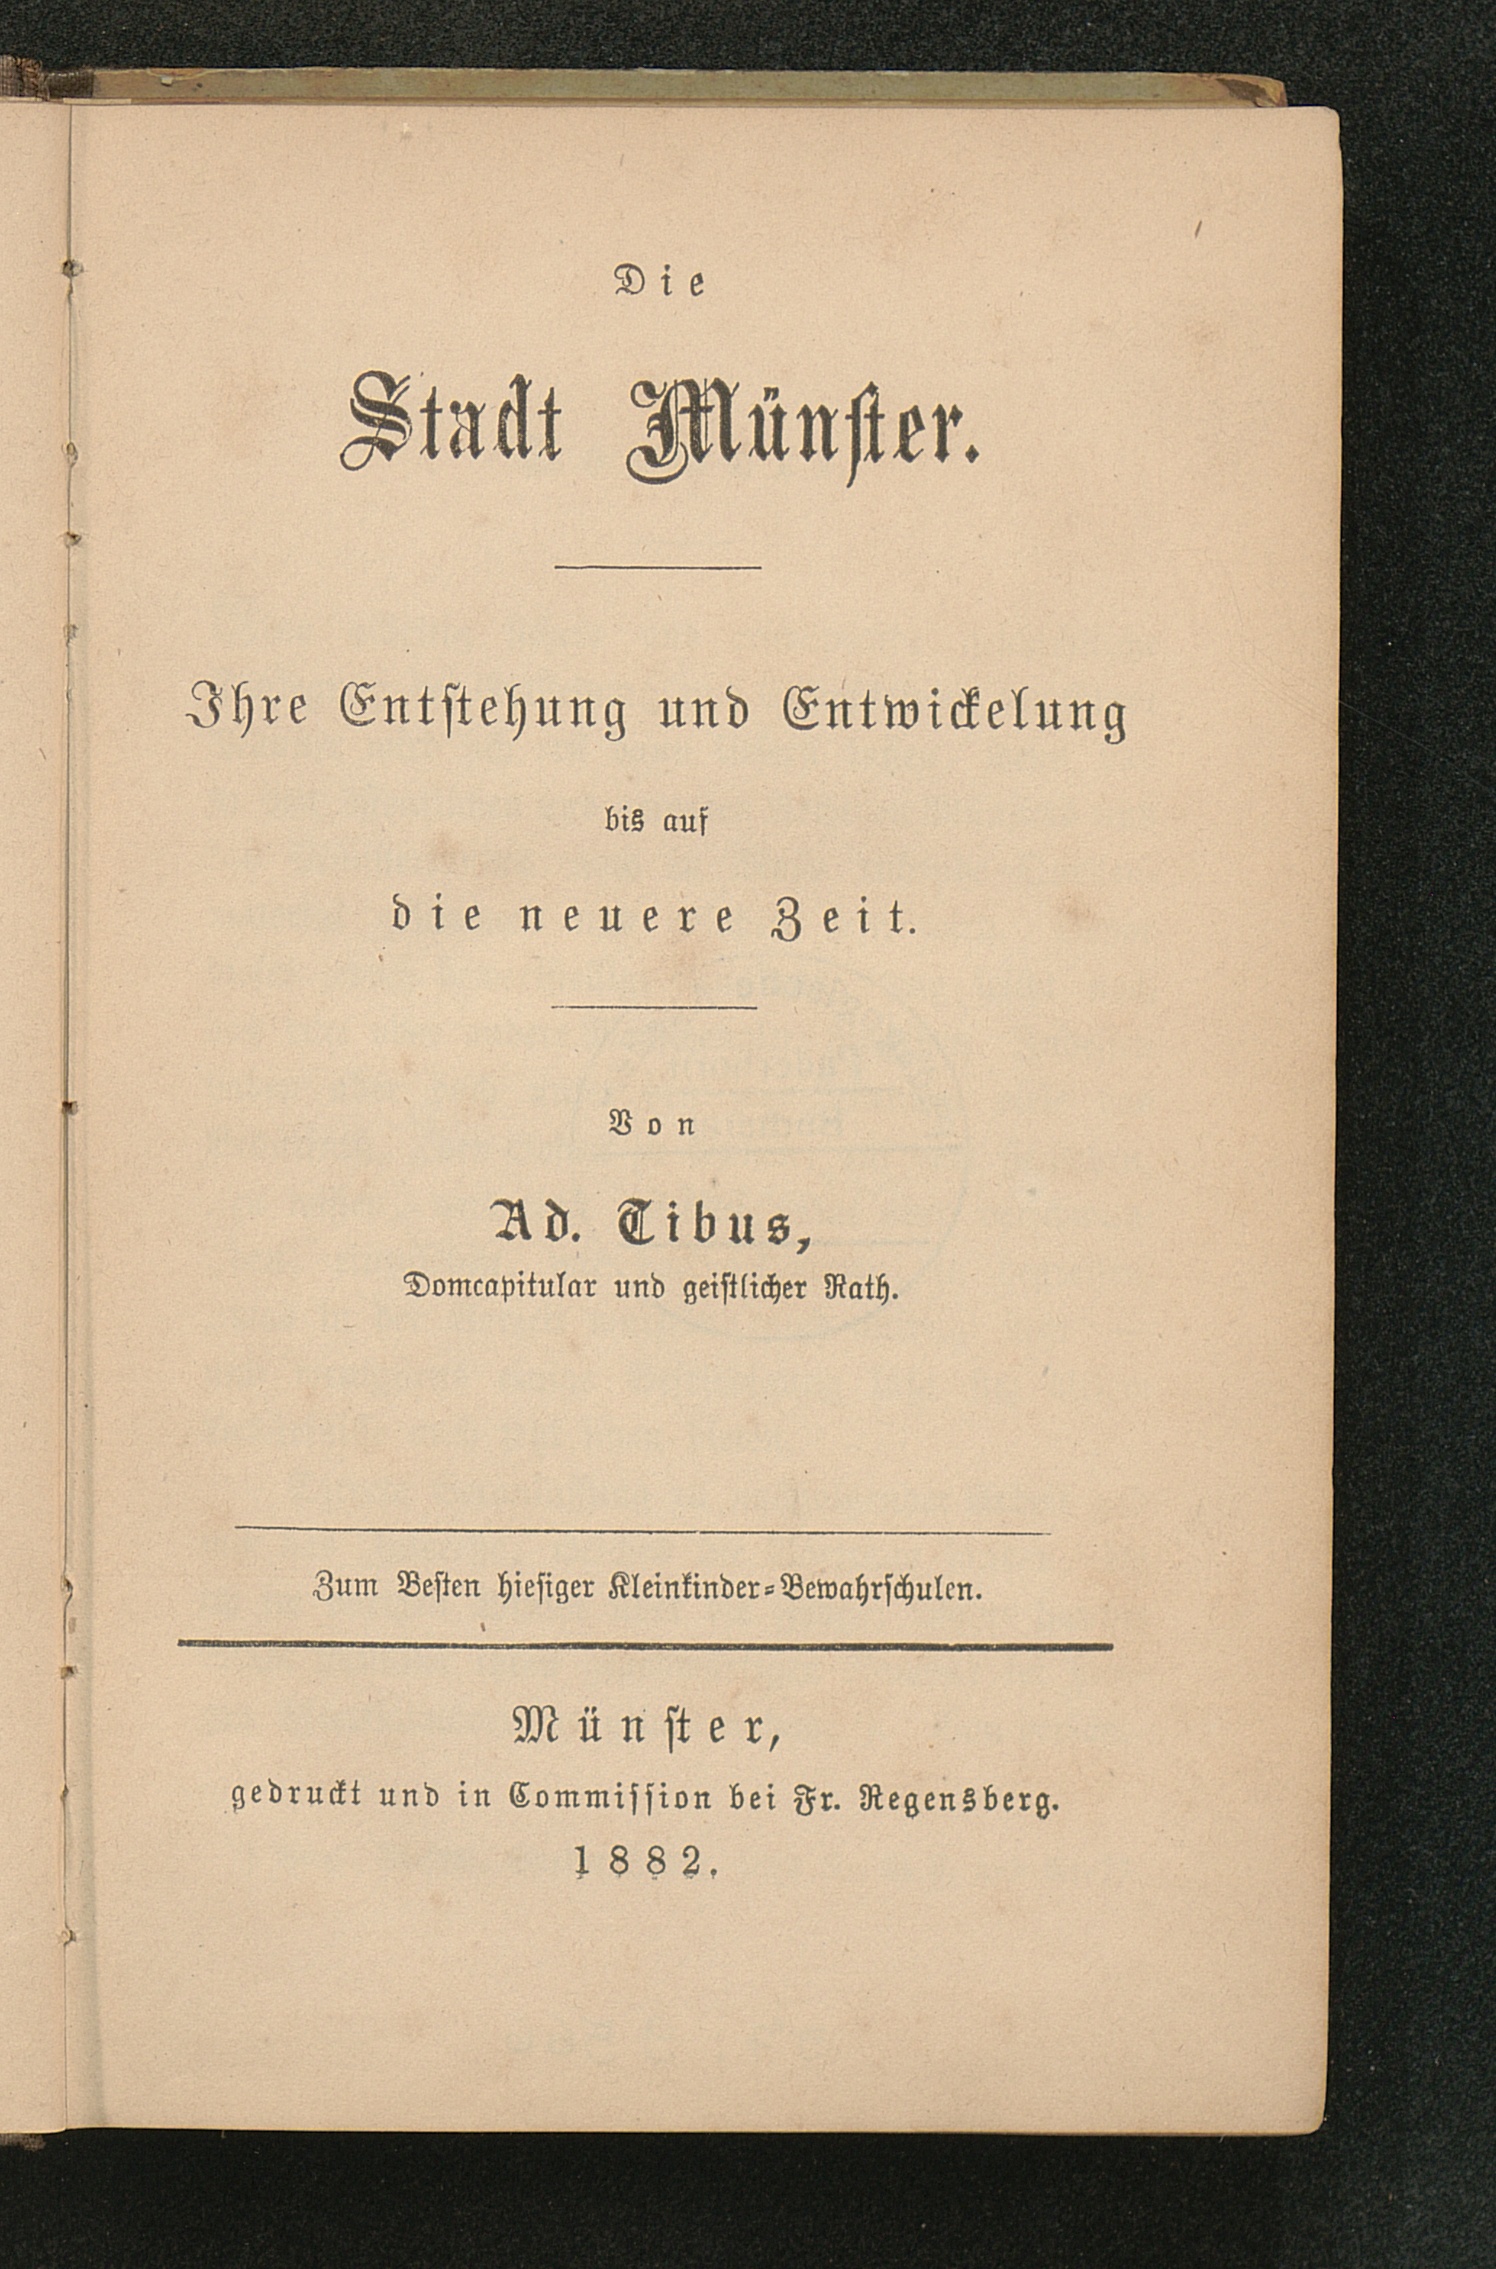 Die
Stadt Münster.
Ihre Entstehung und Entwickelung
bis auf
die neuere Zeit.
Von
Ad. Tibus,
Domcapitular und geistlicher Rath.
Zum Besten hiesiger Kleinkinder-Bewahrschulen.
Münster,
gedruckt und in Commission bei Fr. Regensberg.
1882.